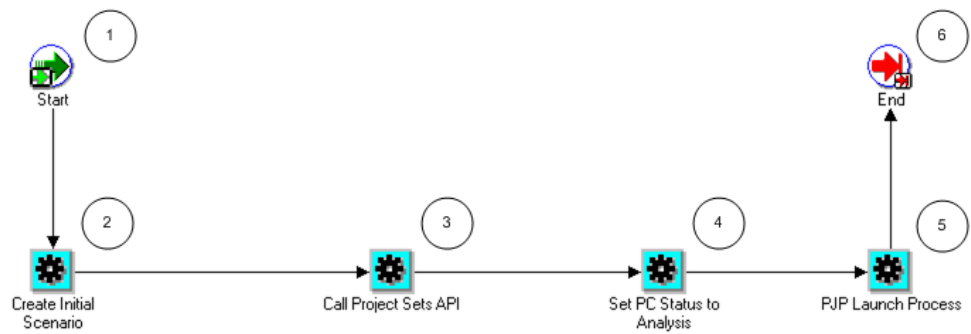 1
Start
6
End
2
Create Initial
Scenario
3
Call Project Sets API
4
Set PC Status to
Analysis
5
PJP Launch Process